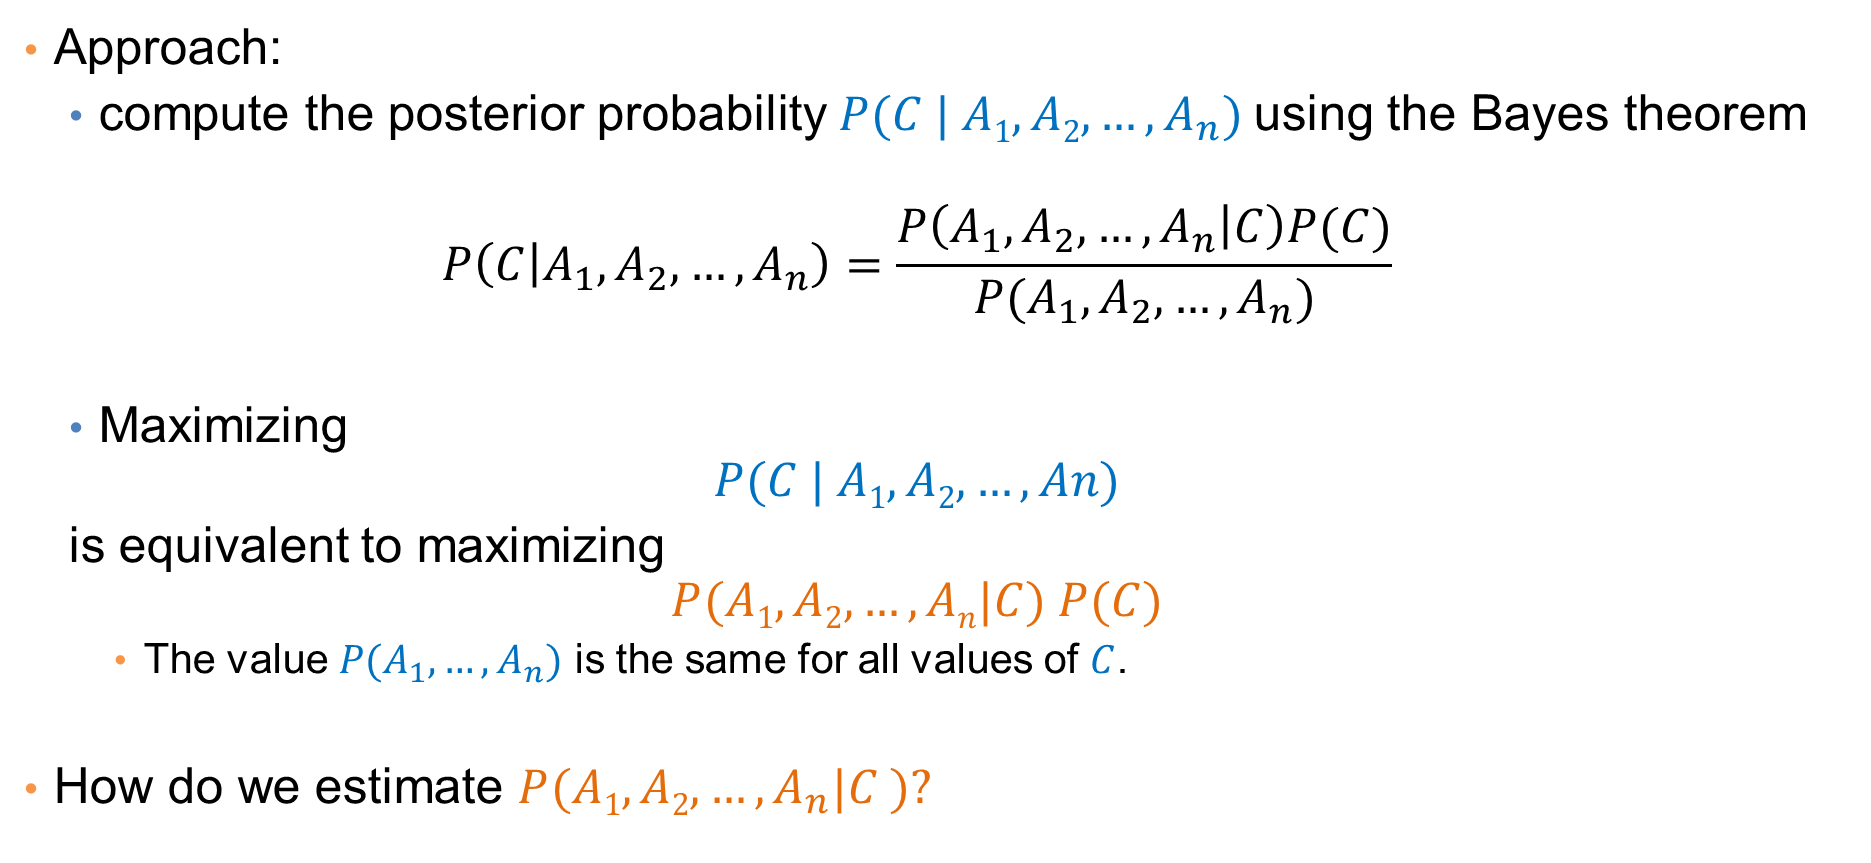 • Approach:
• compute the posterior probability P(C | A₁, A₂, … , Aₙ) using the Bayes theorem
P(C|A₁, A₂, … , Aₙ) = P(A₁, A₂, … , Aₙ|C)P(C) / P(A₁, A₂, … , Aₙ)
• Maximizing
P(C | A₁, A₂, … , An)
is equivalent to maximizing
P(A₁, A₂, … , Aₙ|C) P(C)
• The value P(A₁, … , Aₙ) is the same for all values of C.
• How do we estimate P(A₁, A₂, … , Aₙ|C )?